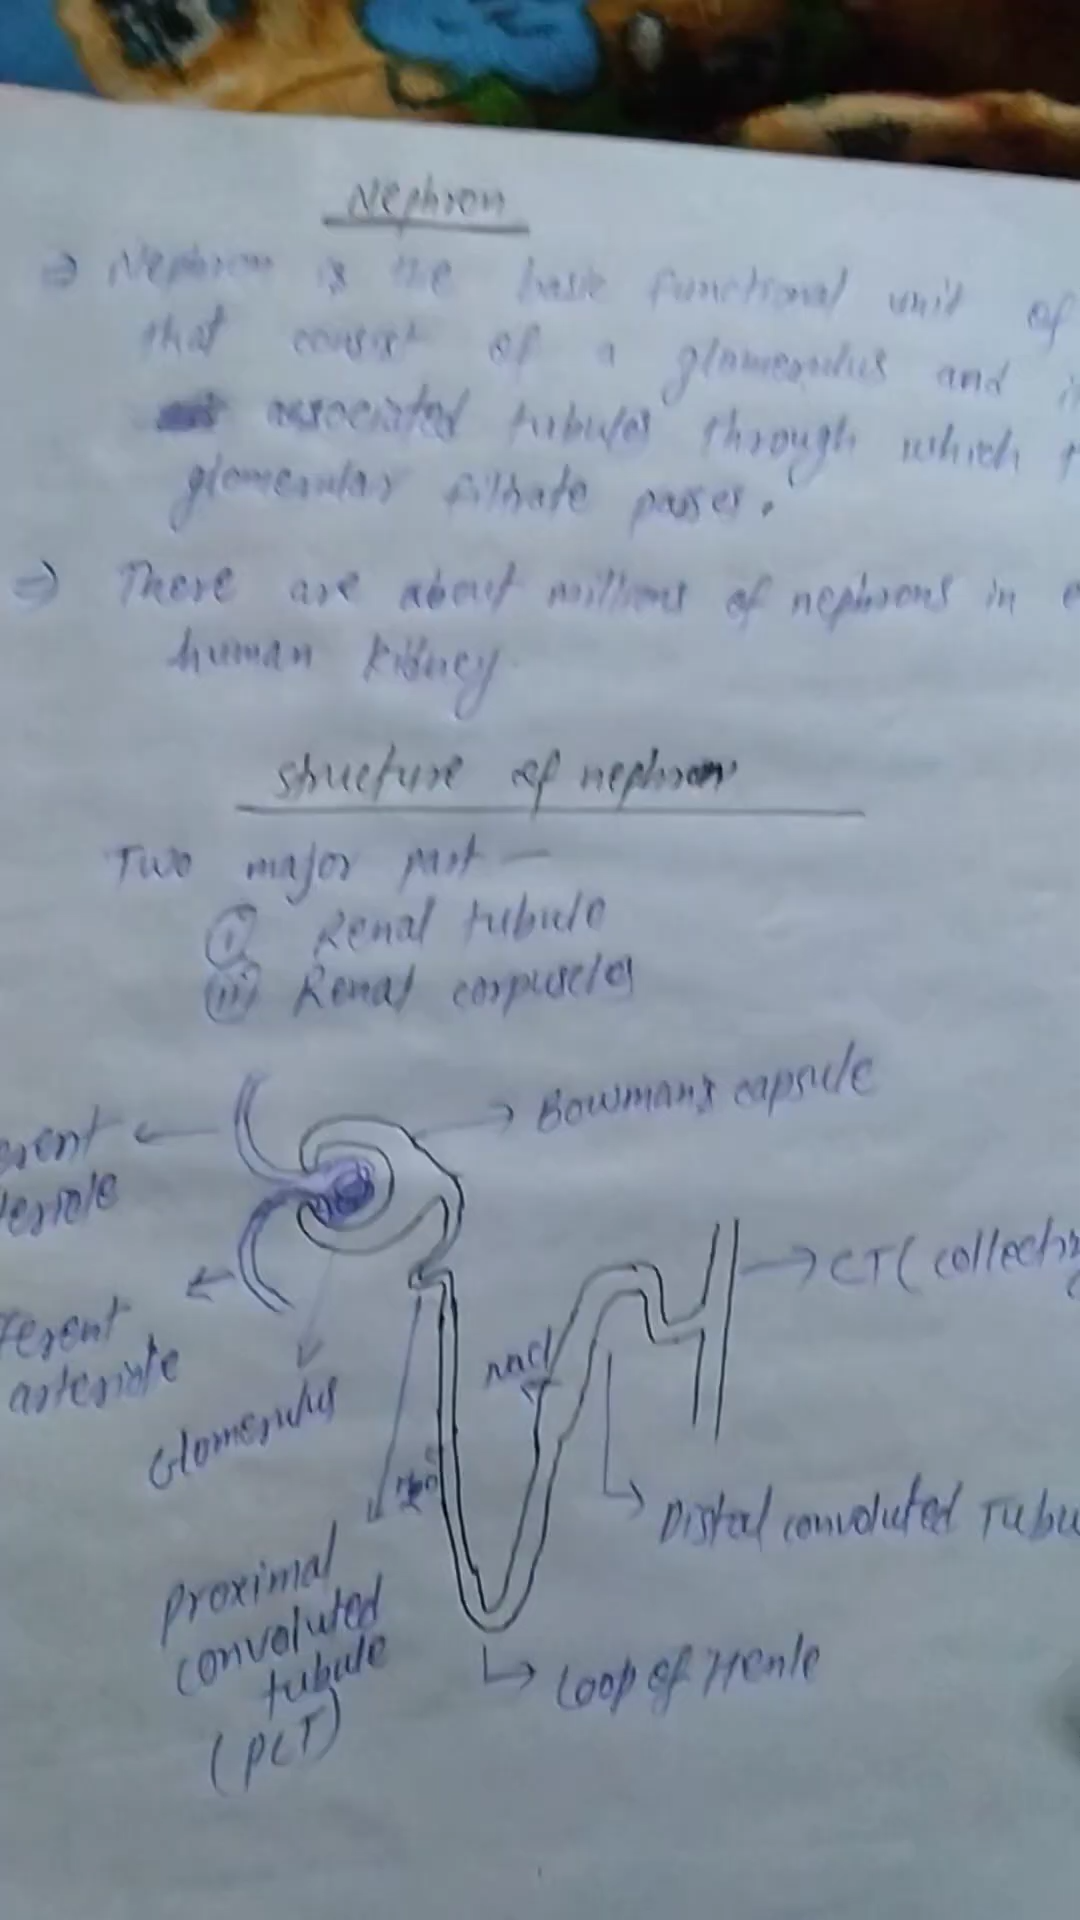 Nephron
=> Nephron is the basic functional unit of
that consist of a glomerulus and
associated tubules through which
glomerular filtrate passes.
=> There are about millions of nephrons in
human kidney
structure of nephron
Two major part —
(i) Renal tubule
(ii) Renal corpuscles
Bowman's capsule
CT (collecting
arteriole
Glomerulus
nacl
H2O
Distal convoluted Tubu
Proximal
convoluted
tubule
(PCT)
Loop of Henle